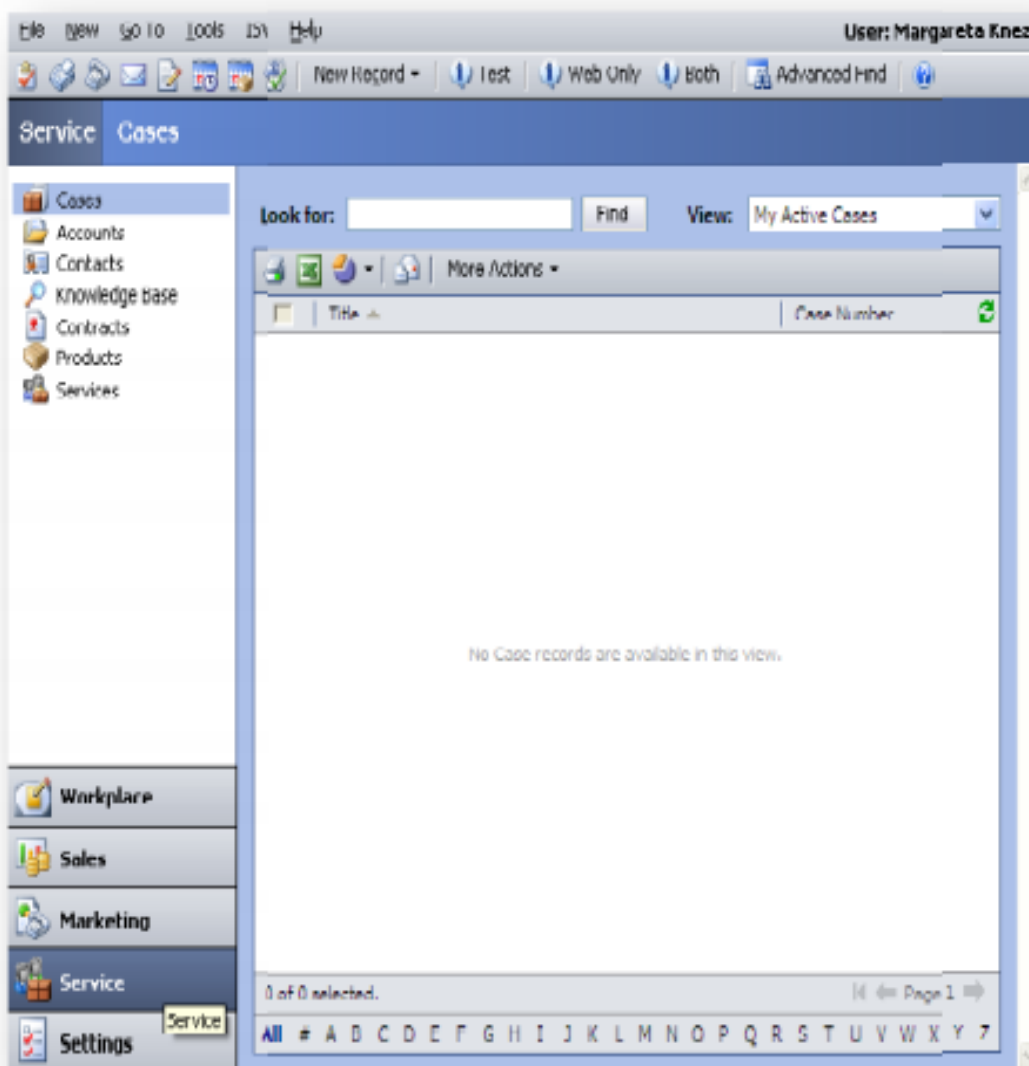 File New Go To Tools ISV Help User: Margareta Knez
New Record Test Web Only Both Advanced Find
Service Cases
Cases
Accounts
Contacts
Knowledge Base
Contracts
Products
Services
Look for: Find View: My Active Cases
More Actions
Title Case Number
No Case records are available in this view.
Workplace
Sales
Marketing
Service
Service
Settings
0 of 0 selected. Page 1
All # A B C D E F G H I J K L M N O P Q R S T U V W X Y Z